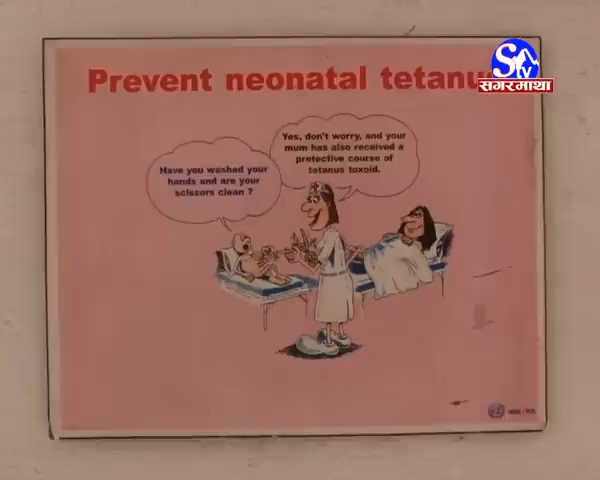 Prevent neonatal tetanu
Stv
सगरमाथा
Yes, don't worry, and your
mum has also received a
protective course of
tetanus toxoid.
Have you washed your
hands and are your
scissors clean ?